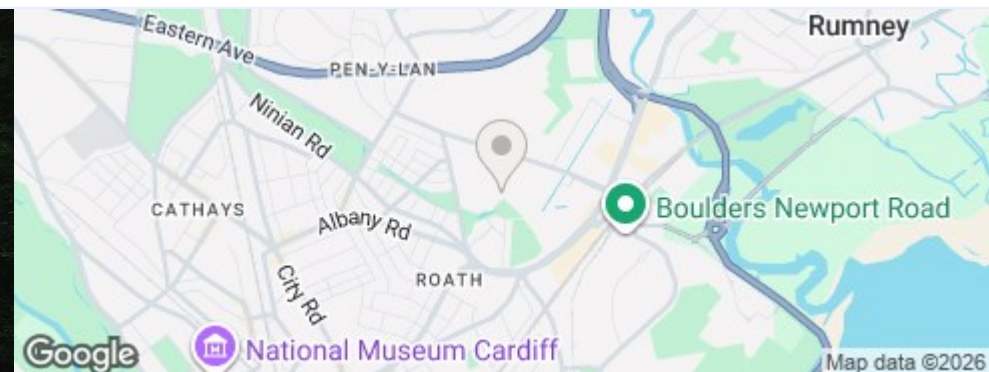 Rumney
Eastern Ave
PEN-Y-LAN
Ninian Rd
CATHAYS
Albany Rd
Boulders Newport Road
ROATH
City Rd
National Museum Cardiff
Google
Map data ©2026